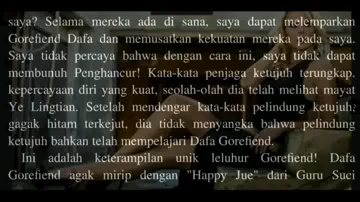 saya? Selama mereka ada di sana, saya dapat melemparkan
Gorefiend Dafa dan memusatkan kekuatan mereka pada saya.
Saya tidak percaya bahwa dengan cara ini, saya tidak dapat
membunuh Penghancur! Kata-kata penjaga ketujuh terungkap.
kepercayaan diri yang kuat, seolah-olah dia telah melihat mayat
Ye Lingtian. Setelah mendengar kata-kata pelindung ketujuh,
gagak hitam terkejut, dia tidak menyangka bahwa pelindung
ketujuh bahkan telah mempelajari Dafa Gorefiend.
Ini adalah keterampilan unik leluhur Gorefiend! Dafa
Gorefiend agak mirip dengan "Happy Jue" dari Guru Suci